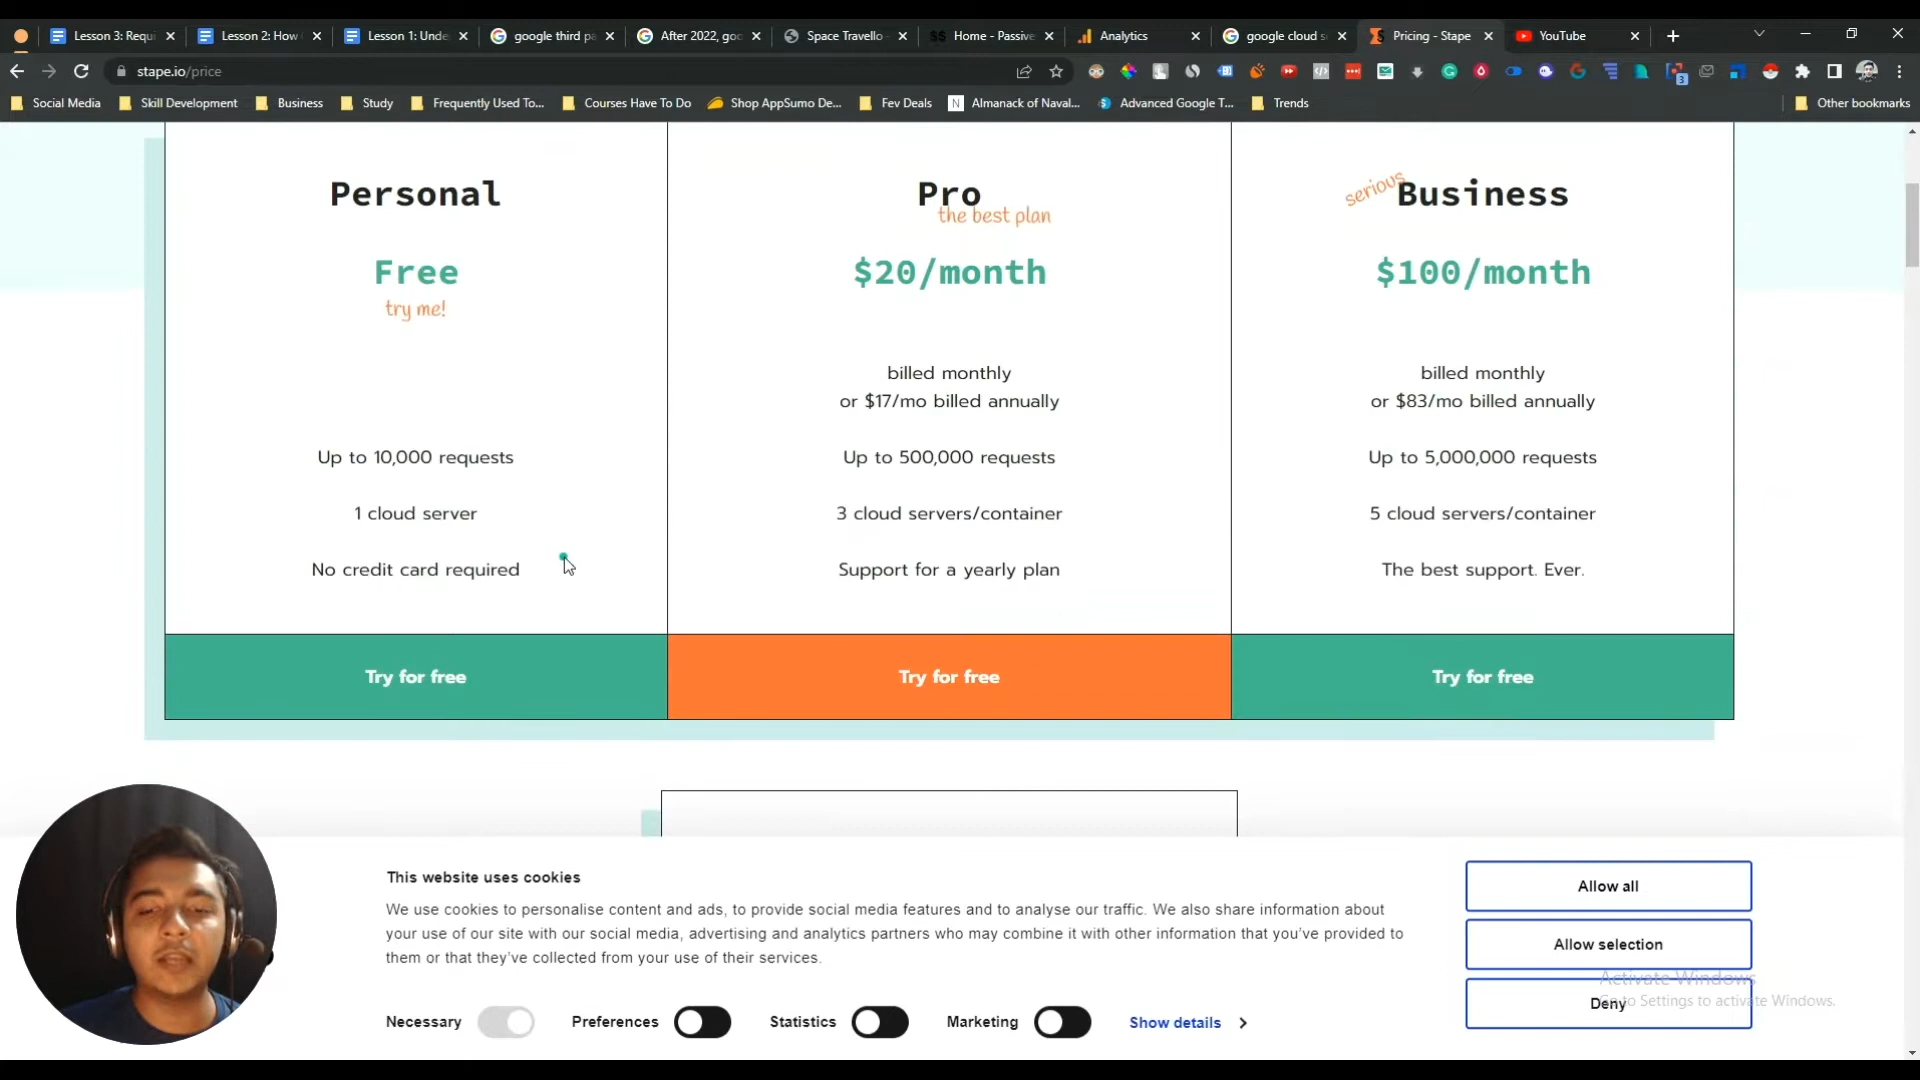 Lesson 3: Requi
Lesson 2: How
Lesson 1: Unde
google third pa
After 2022, goo
Space Travello
Home - Passive
Analytics
google cloud s
Pricing - Stape
YouTube
stape.io/price
Social Media
Skill Development
Business
Study
Frequently Used To...
Courses Have To Do
Shop AppSumo De...
Fev Deals
Almanack of Naval...
Advanced Google T...
Trends
Other bookmarks
Personal
Pro
the best plan
serious
Business
Free
try me!
$20/month
$100/month
billed monthly
or $17/mo billed annually
billed monthly
or $83/mo billed annually
Up to 10,000 requests
Up to 500,000 requests
Up to 5,000,000 requests
1 cloud server
3 cloud servers/container
5 cloud servers/container
No credit card required
Support for a yearly plan
The best support. Ever.
Try for free
Try for free
Try for free
This website uses cookies
We use cookies to personalise content and ads, to provide social media features and to analyse our traffic. We also share information about
your use of our site with our social media, advertising and analytics partners who may combine it with other information that you've provided to
them or that they've collected from your use of their services.
Allow all
Allow selection
Deny
Activate Windows
Go to Settings to activate Windows.
Necessary
Preferences
Statistics
Marketing
Show details